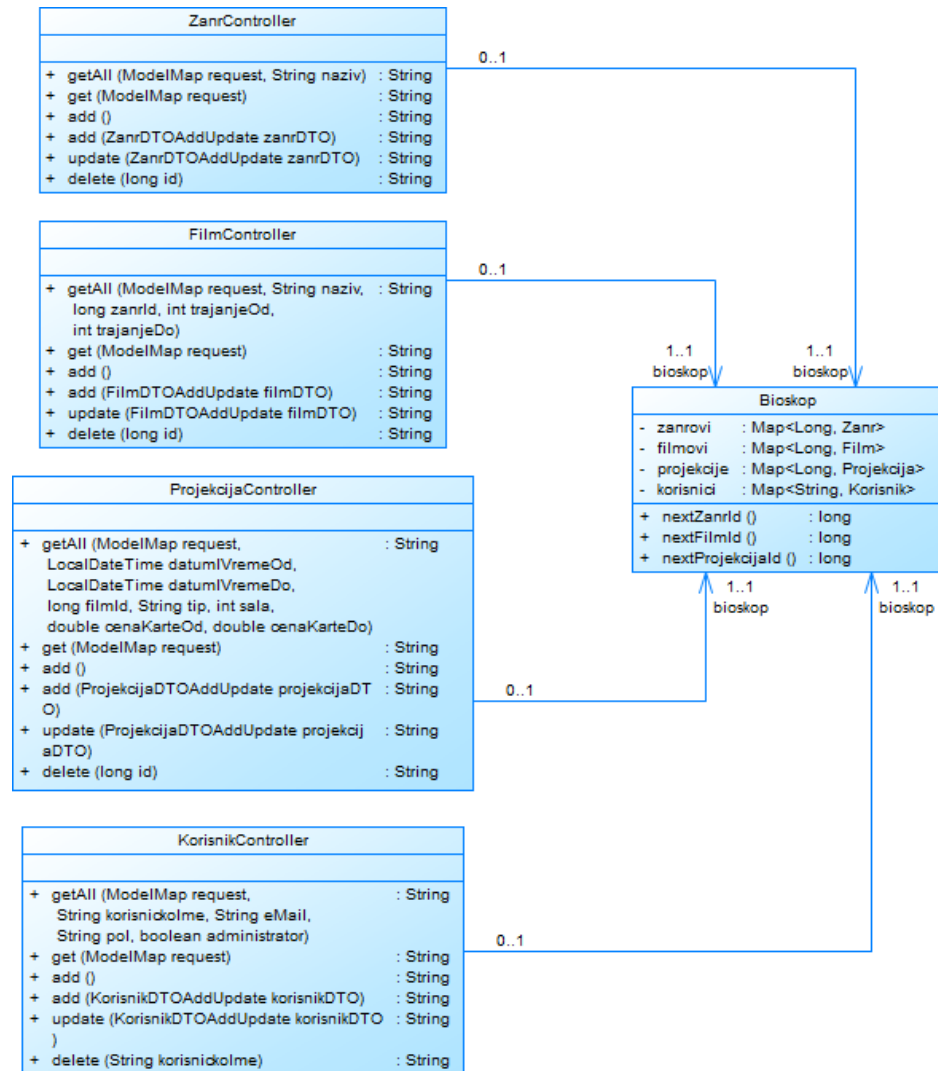 ZanrController
+ getAll (ModelMap request, String naziv) : String
+ get (ModelMap request) : String
+ add () : String
+ add (ZanrDTOAddUpdate zanrDTO) : String
+ update (ZanrDTOAddUpdate zanrDTO) : String
+ delete (long id) : String
0..1
FilmController
+ getAll (ModelMap request, String naziv, : String
long zanrId, int trajanjeOd,
int trajanjeDo)
+ get (ModelMap request) : String
+ add () : String
+ add (FilmDTOAddUpdate filmDTO) : String
+ update (FilmDTOAddUpdate filmDTO) : String
+ delete (long id) : String
0..1
1..1
bioskop
1..1
bioskop
Bioskop
- zanrovi : Map<Long, Zanr>
- filmovi : Map<Long, Film>
- projekcije : Map<Long, Projekcija>
- korisnici : Map<String, Korisnik>
+ nextZanrId () : long
+ nextFilmId () : long
+ nextProjekcijaId () : long
1..1
bioskop
1..1
bioskop
ProjekcijaController
+ getAll (ModelMap request, : String
LocalDateTime datumIVremeOd,
LocalDateTime datumIVremeDo,
long filmId, String tip, int sala,
double cenaKarteOd, double cenaKarteDo)
+ get (ModelMap request) : String
+ add () : String
+ add (ProjekcijaDTOAddUpdate projekcijaDT : String
O)
+ update (ProjekcijaDTOAddUpdate projekcij : String
aDTO)
+ delete (long id) : String
0..1
KorisnikController
+ getAll (ModelMap request, : String
String korisnickoIme, String eMail,
String pol, boolean administrator)
+ get (ModelMap request) : String
+ add () : String
+ add (KorisnikDTOAddUpdate korisnikDTO) : String
+ update (KorisnikDTOAddUpdate korisnikDTO : String
)
+ delete (String korisnickoIme) : String
0..1